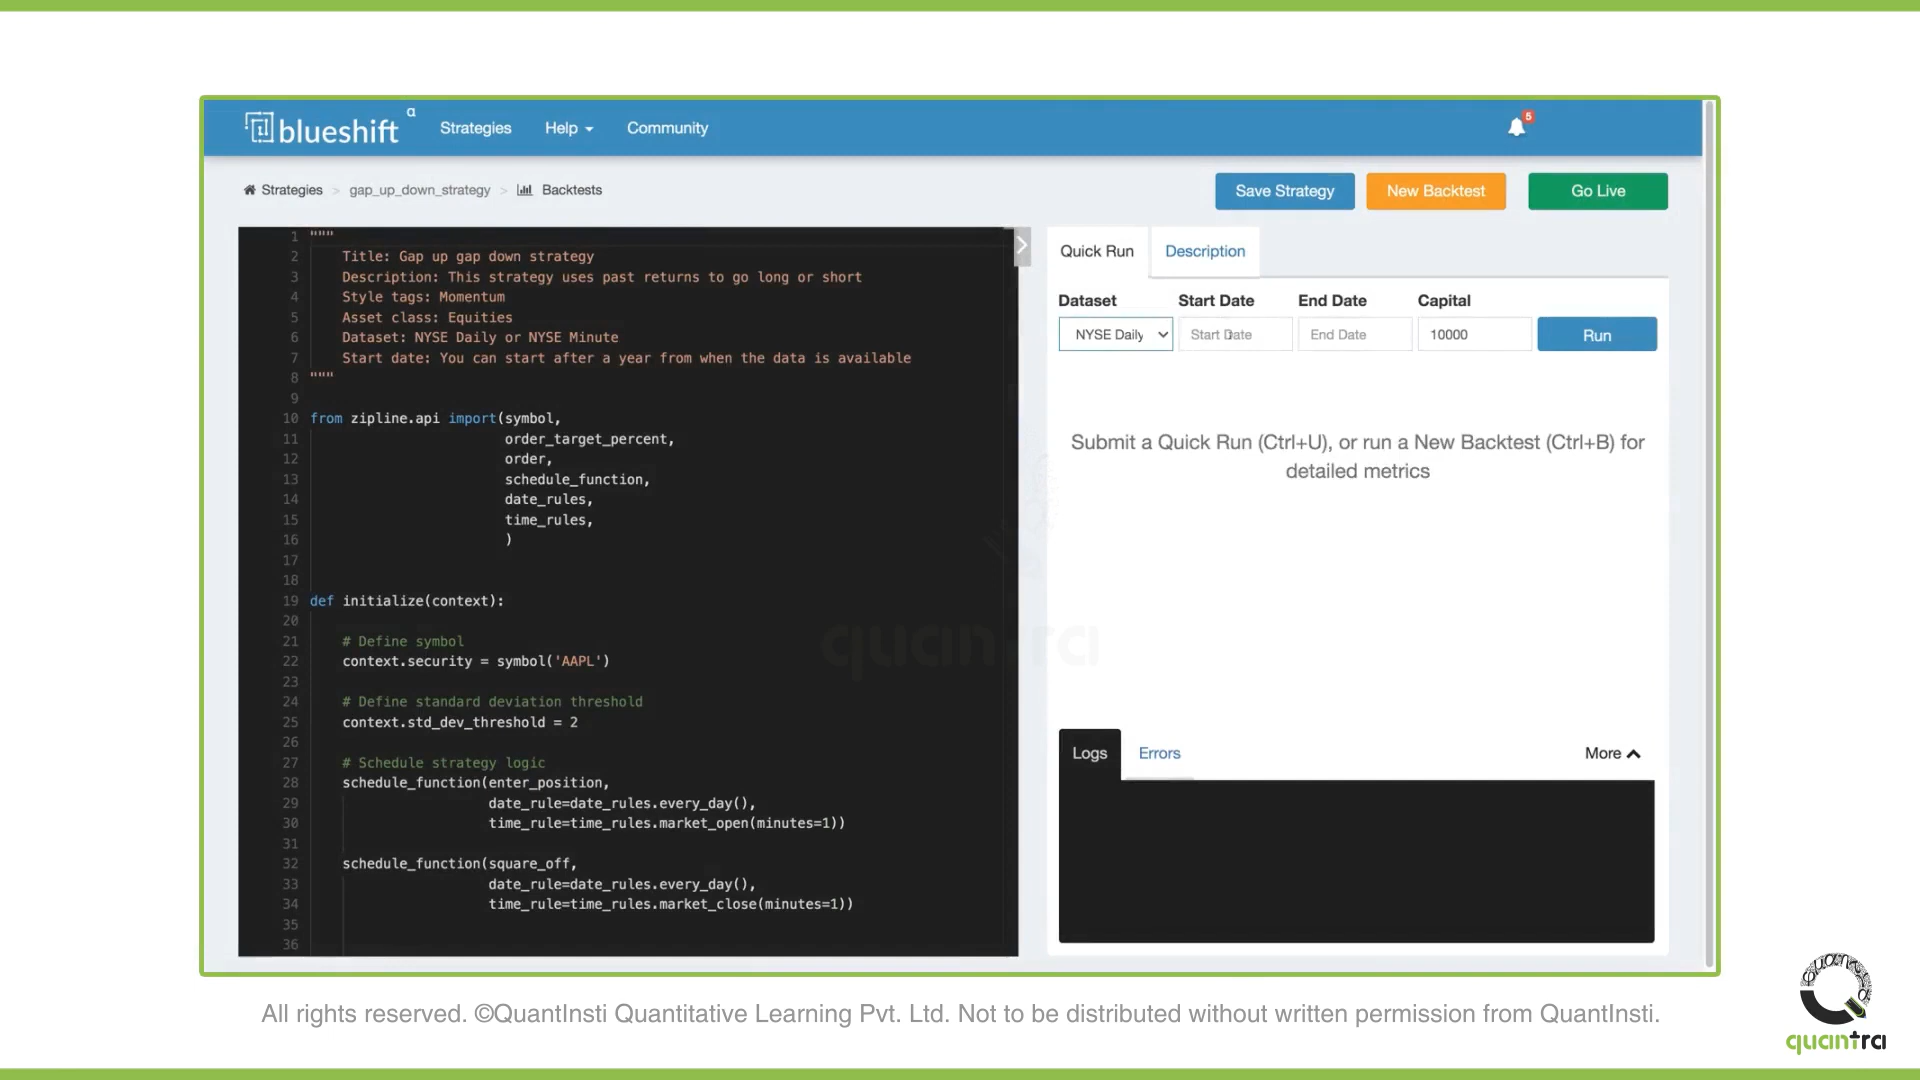 blueshift α Strategies Help Community 5
Strategies > gap_up_down_strategy > Backtests Save Strategy New Backtest Go Live
1 """
2 Title: Gap up gap down strategy
3 Description: This strategy uses past returns to go long or short
4 Style tags: Momentum
5 Asset class: Equities
6 Dataset: NYSE Daily or NYSE Minute
7 Start date: You can start after a year from when the data is available
8 """
9
10 from zipline.api import(symbol,
11 order_target_percent,
12 order,
13 schedule_function,
14 date_rules,
15 time_rules,
16 )
17
18
19 def initialize(context):
20
21 # Define symbol
22 context.security = symbol('AAPL')
23
24 # Define standard deviation threshold
25 context.std_dev_threshold = 2
26
27 # Schedule strategy logic
28 schedule_function(enter_position,
29 date_rule=date_rules.every_day(),
30 time_rule=time_rules.market_open(minutes=1))
31
32 schedule_function(square_off,
33 date_rule=date_rules.every_day(),
34 time_rule=time_rules.market_close(minutes=1))
35
36
Quick Run Description
Dataset Start Date End Date Capital
NYSE Daily Start Date End Date 10000 Run
Submit a Quick Run (Ctrl+U), or run a New Backtest (Ctrl+B) for
detailed metrics
quantra
Logs Errors More
All rights reserved. ©QuantInsti Quantitative Learning Pvt. Ltd. Not to be distributed without written permission from QuantInsti.
quantra